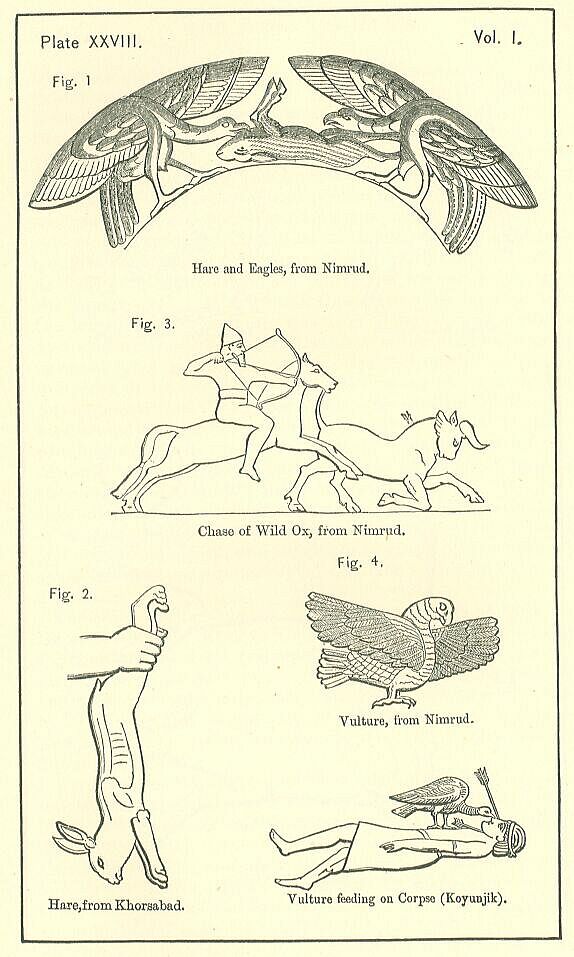 Plate XXVIII.
Vol. I.
Fig. 1
Hare and Eagles, from Nimrud.
Fig. 3.
Chase of Wild Ox, from Nimrud.
Fig. 4.
Fig. 2.
Vulture, from Nimrud.
Hare, from Khorsabad.
Vulture feeding on Corpse (Koyunjik).